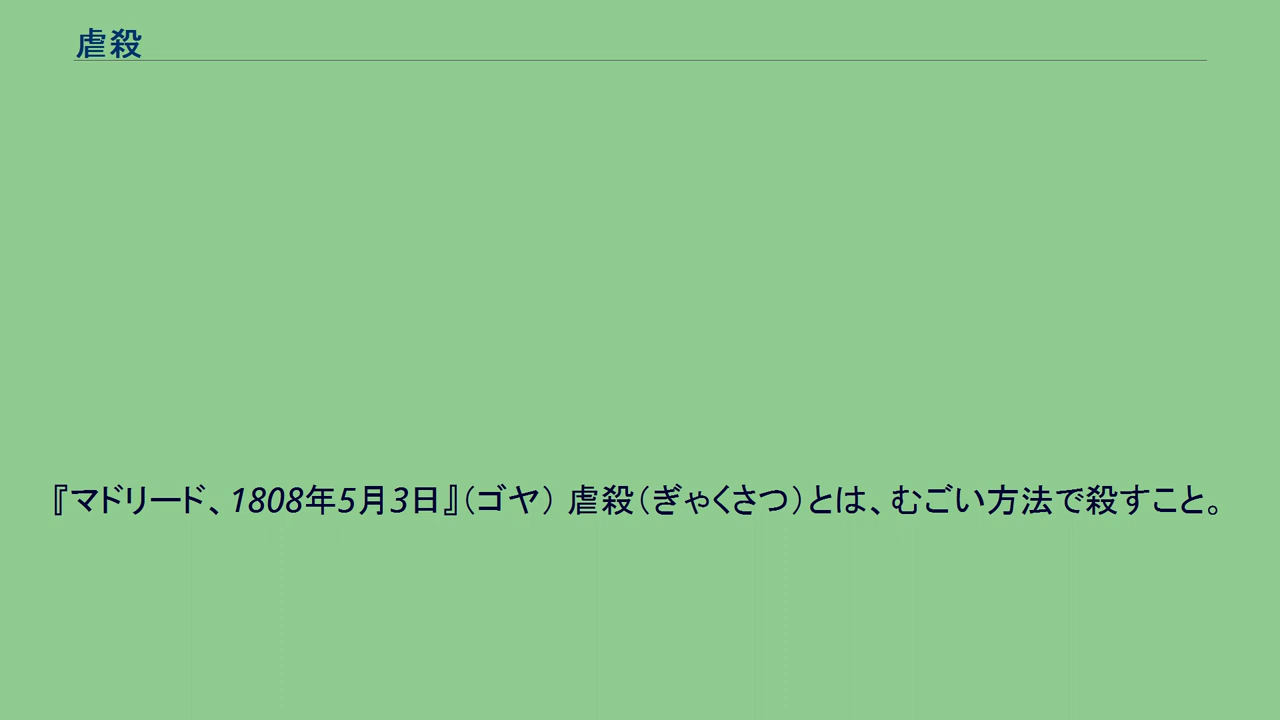 虐殺
『マドリード、1808年5月3日』（ゴヤ） 虐殺（ぎゃくさつ）とは、むごい方法で殺すこと。